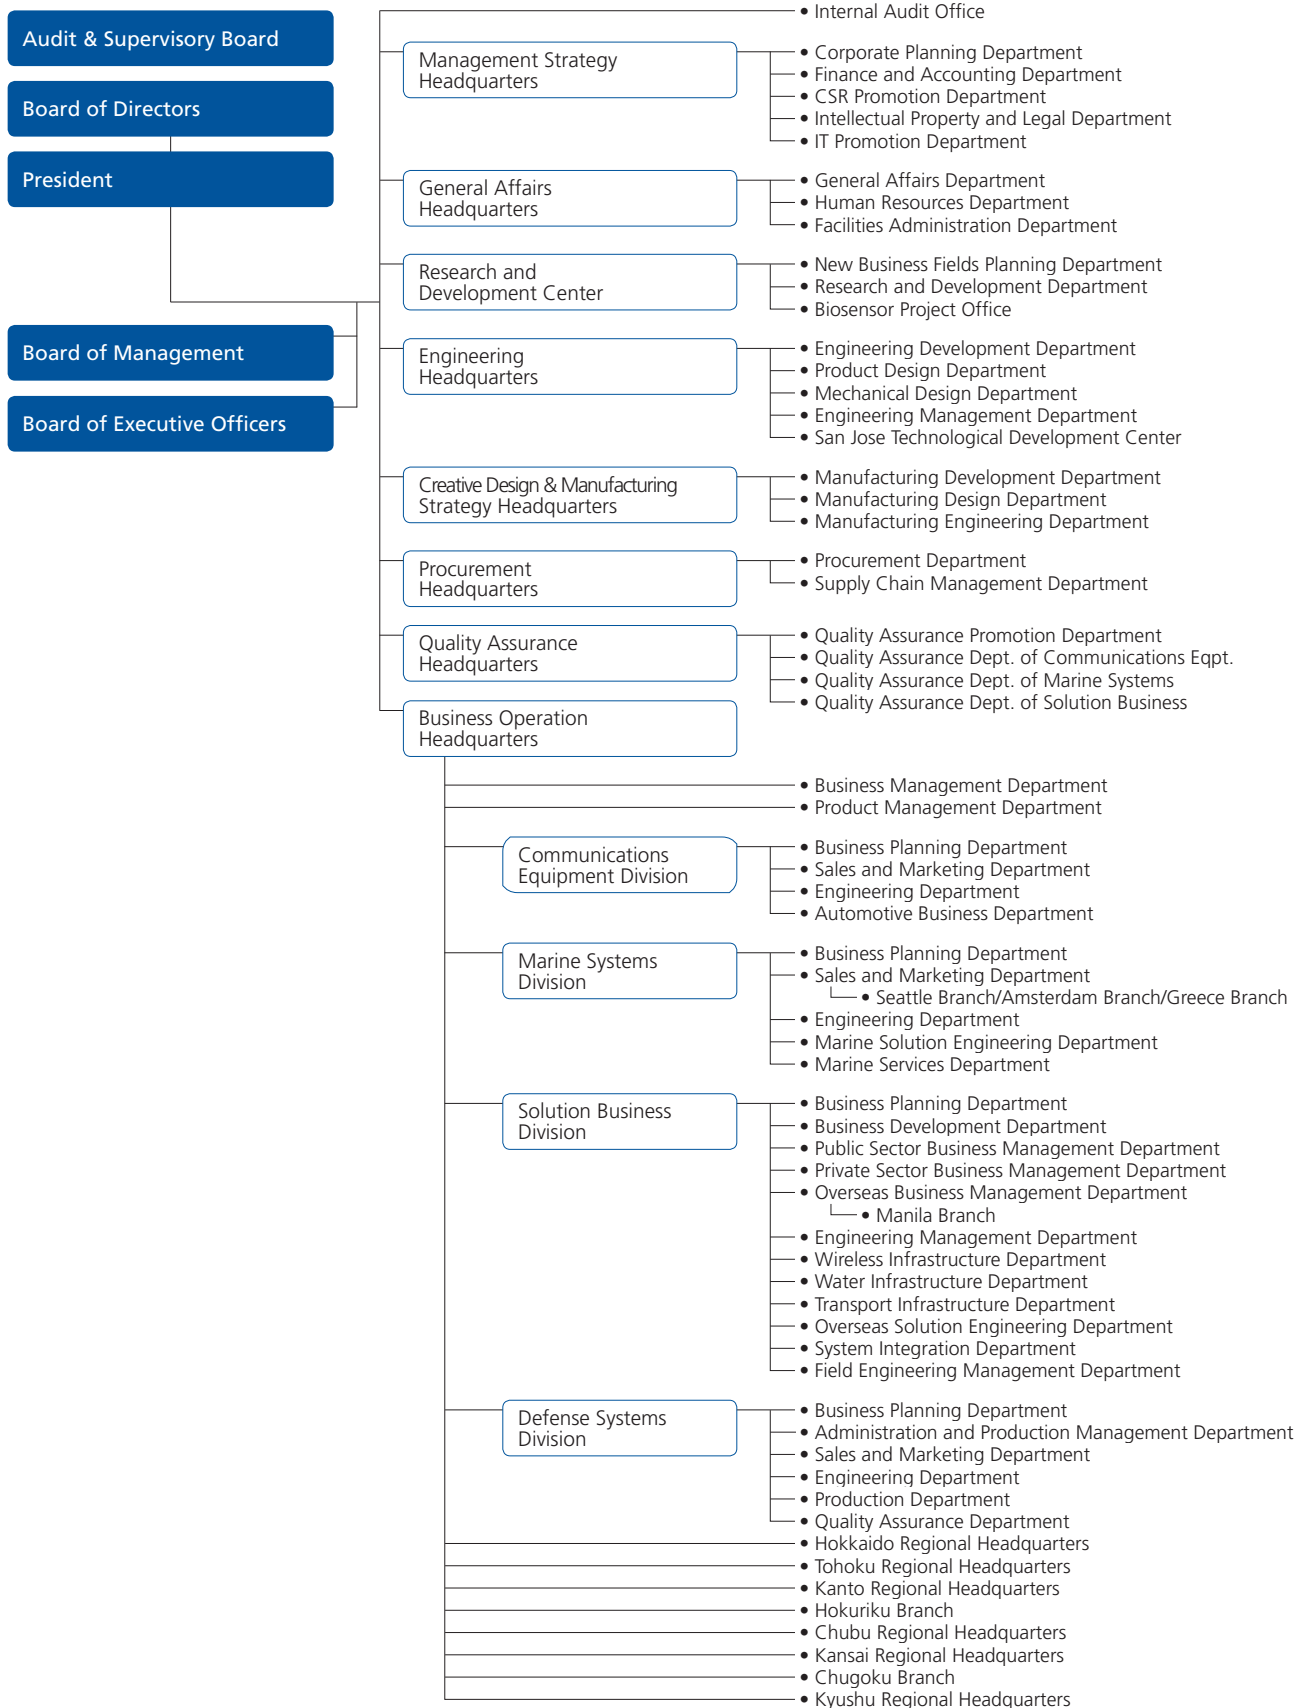 Audit & Supervisory Board
Board of Directors
President
Board of Management
Board of Executive Officers
• Internal Audit Office
Management Strategy
Headquarters
• Corporate Planning Department
• Finance and Accounting Department
• CSR Promotion Department
• Intellectual Property and Legal Department
• IT Promotion Department
General Affairs
Headquarters
• General Affairs Department
• Human Resources Department
• Facilities Administration Department
Research and
Development Center
• New Business Fields Planning Department
• Research and Development Department
• Biosensor Project Office
Engineering
Headquarters
• Engineering Development Department
• Product Design Department
• Mechanical Design Department
• Engineering Management Department
• San Jose Technological Development Center
Creative Design & Manufacturing
Strategy Headquarters
• Manufacturing Development Department
• Manufacturing Design Department
• Manufacturing Engineering Department
Procurement
Headquarters
• Procurement Department
• Supply Chain Management Department
Quality Assurance
Headquarters
• Quality Assurance Promotion Department
• Quality Assurance Dept. of Communications Eqpt.
• Quality Assurance Dept. of Marine Systems
• Quality Assurance Dept. of Solution Business
Business Operation
Headquarters
• Business Management Department
• Product Management Department
Communications
Equipment Division
• Business Planning Department
• Sales and Marketing Department
• Engineering Department
• Automotive Business Department
Marine Systems
Division
• Business Planning Department
• Sales and Marketing Department
• Seattle Branch/Amsterdam Branch/Greece Branch
• Engineering Department
• Marine Solution Engineering Department
• Marine Services Department
Solution Business
Division
• Business Planning Department
• Business Development Department
• Public Sector Business Management Department
• Private Sector Business Management Department
• Overseas Business Management Department
• Manila Branch
• Engineering Management Department
• Wireless Infrastructure Department
• Water Infrastructure Department
• Transport Infrastructure Department
• Overseas Solution Engineering Department
• System Integration Department
• Field Engineering Management Department
Defense Systems
Division
• Business Planning Department
• Administration and Production Management Department
• Sales and Marketing Department
• Engineering Department
• Production Department
• Quality Assurance Department
• Hokkaido Regional Headquarters
• Tohoku Regional Headquarters
• Kanto Regional Headquarters
• Hokuriku Branch
• Chubu Regional Headquarters
• Kansai Regional Headquarters
• Chugoku Branch
• Kyushu Regional Headquarters